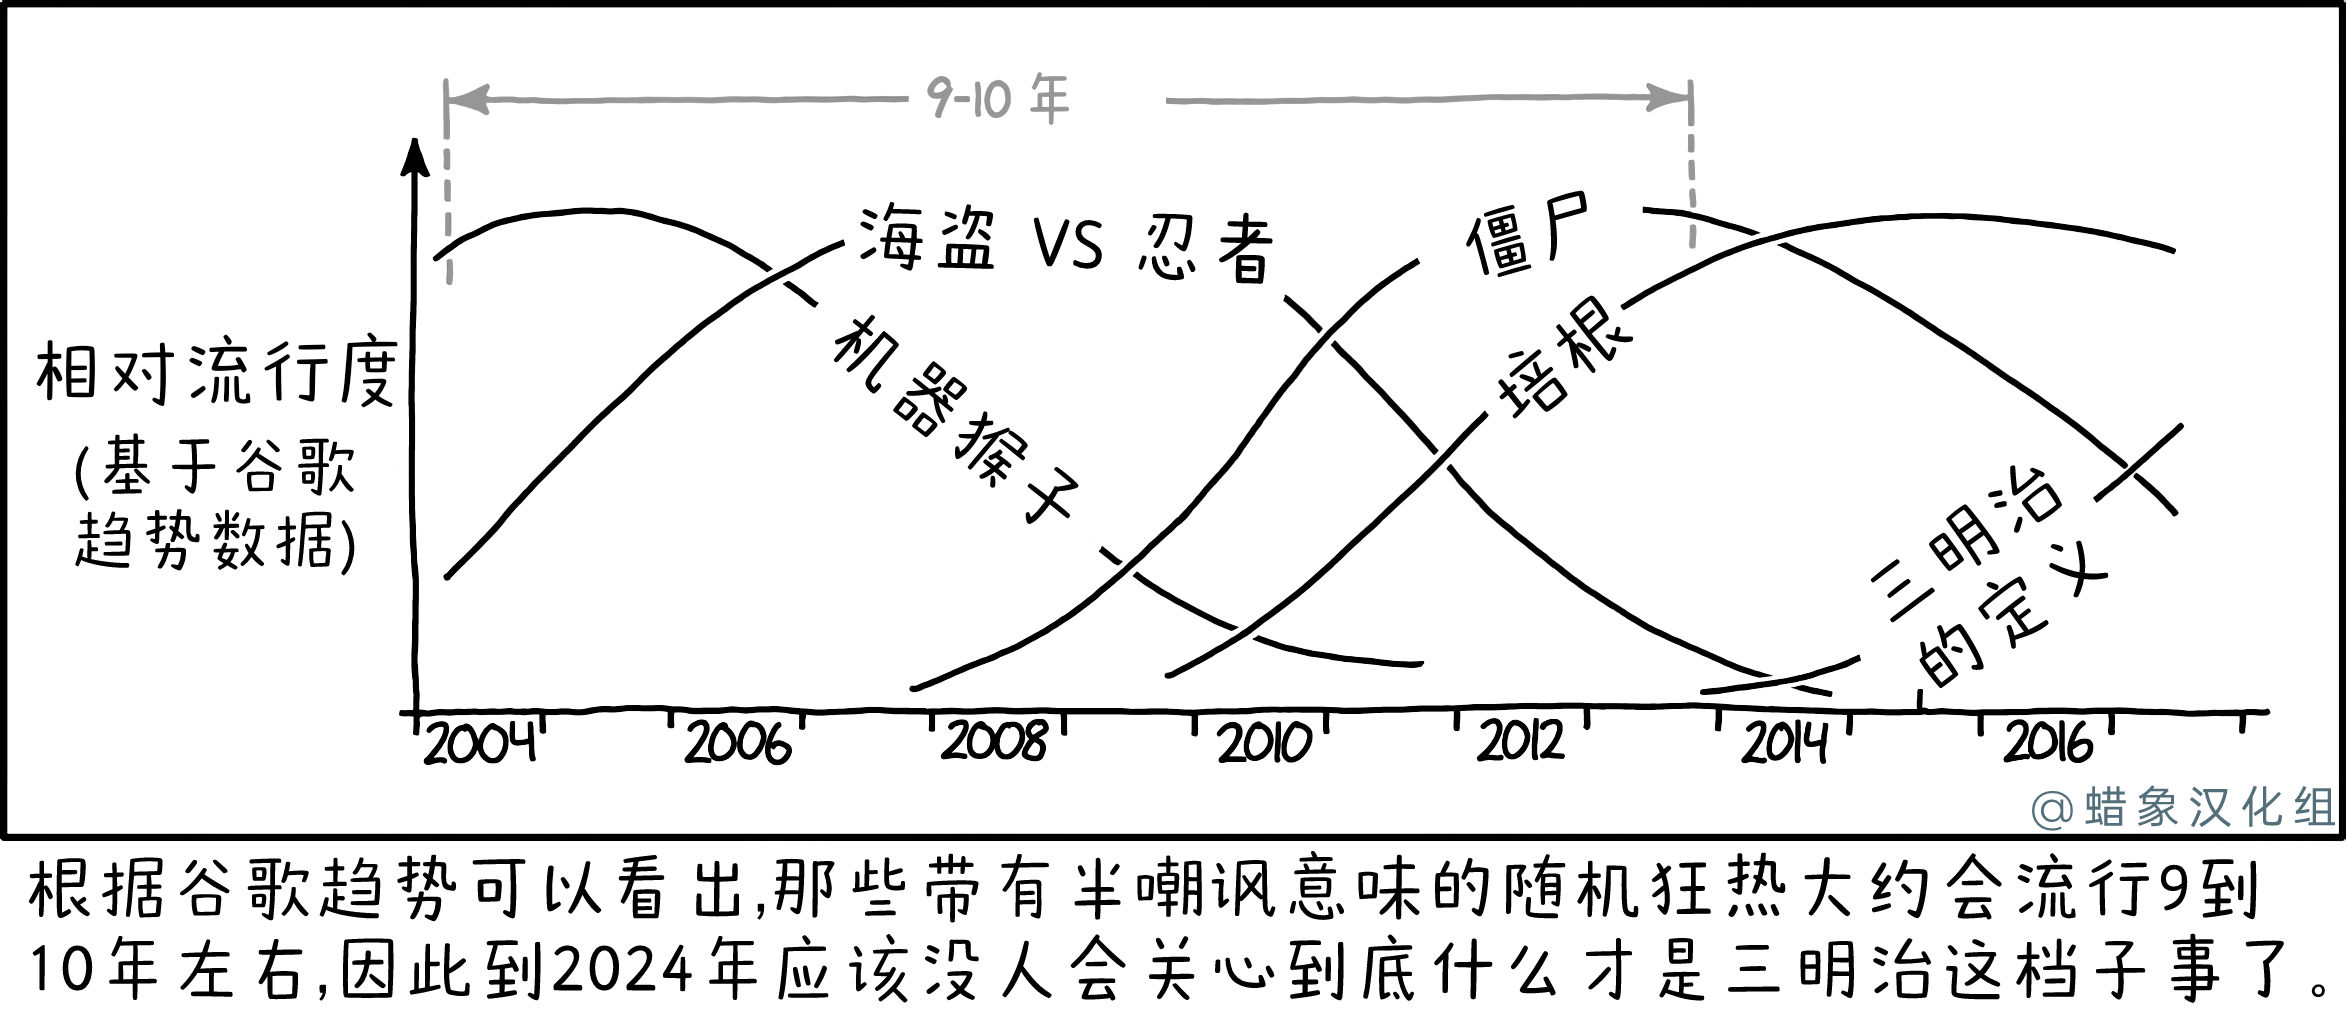 9-10 年
海盗 VS 忍者
僵尸
机器猴子
培根
相对流行度
(基于谷歌
趋势数据)
三明治
的定义
2004 2006 2008 2010 2012 2014 2016
@蜡象汉化组
根据谷歌趋势可以看出,那些带有半嘲讽意味的随机狂热大约会流行9到
10年左右,因此到2024年应该没人会关心到底什么才是三明治这档子事了。